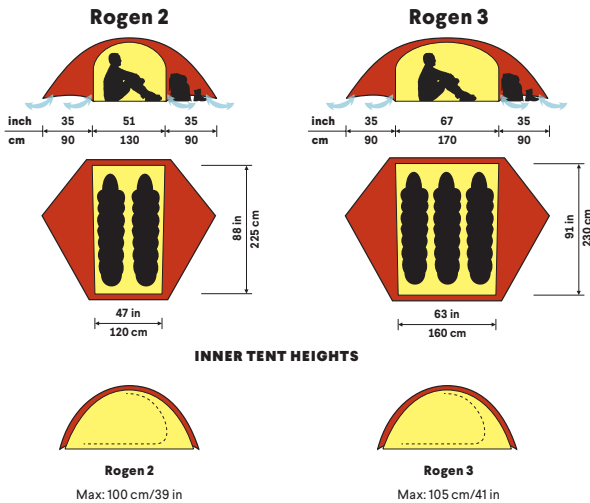 Rogen 2
Rogen 3
inch 35 51 35
cm 90 130 90
35 67 35
90 170 90
88 in
225 cm
91 in
230 cm
47 in
120 cm
63 in
160 cm
INNER TENT HEIGHTS
Rogen 2
Max: 100 cm/39 in
Rogen 3
Max: 105 cm/41 in